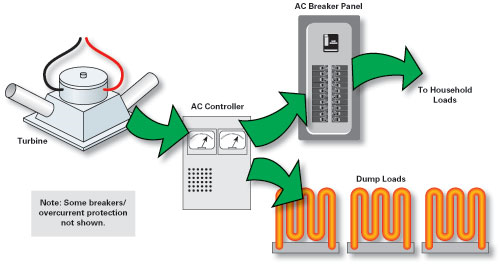 AC Breaker Panel
AC Controller
To Household
Loads
Turbine
Dump Loads
Note: Some breakers/
overcurrent protection
not shown.